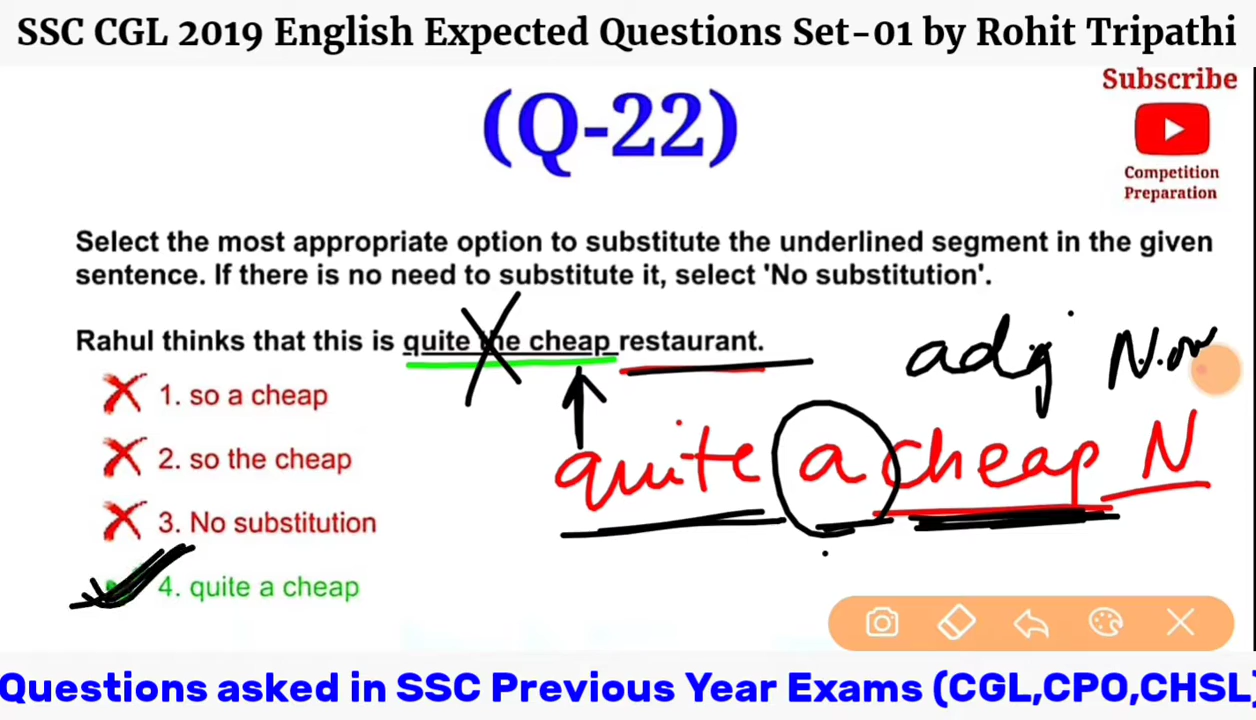 SSC CGL 2019 English Expected Questions Set-01 by Rohit Tripathi
Subscribe
(Q-22)
Competition
Preparation
Select the most appropriate option to substitute the underlined segment in the given
sentence. If there is no need to substitute it, select 'No substitution'.
Rahul thinks that this is quite the cheap restaurant.
adj
1. so a cheap
quite a cheap N
2. so the cheap
3. No substitution
4. quite a cheap
Questions asked in SSC Previous Year Exams (CGL,CPO,CHSL)